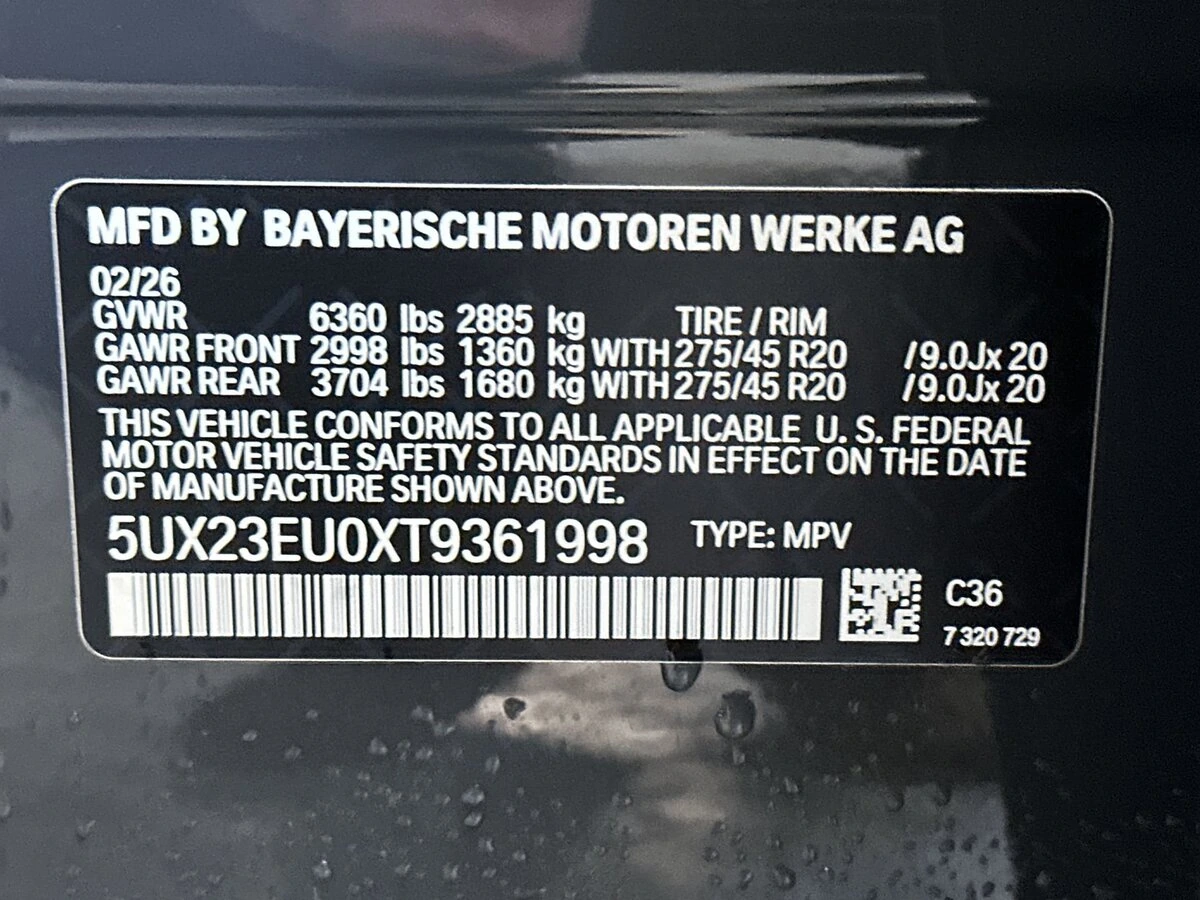 MFD BY BAYERISCHE MOTOREN WERKE AG
02/26
GVWR 6360 lbs 2885 kg TIRE / RIM
GAWR FRONT 2998 lbs 1360 kg WITH 275/45 R20 /9.0Jx 20
GAWR REAR 3704 lbs 1680 kg WITH 275/45 R20 /9.0Jx 20
THIS VEHICLE CONFORMS TO ALL APPLICABLE U. S. FEDERAL
MOTOR VEHICLE SAFETY STANDARDS IN EFFECT ON THE DATE
OF MANUFACTURE SHOWN ABOVE.
5UX23EU0XT9361998 TYPE: MPV
C36
7 320 729